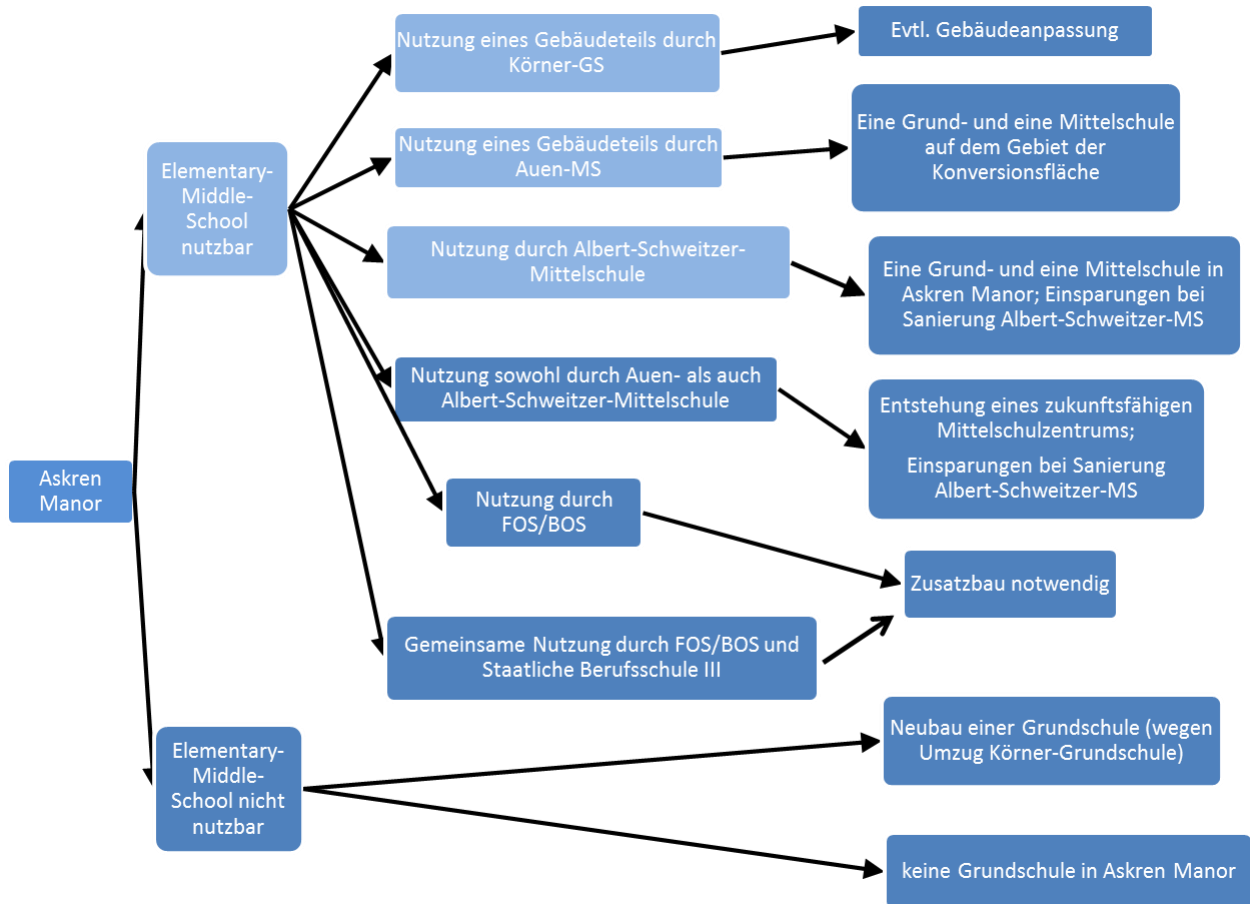 Askren
Manor
Elementary-
Middle-
School
nutzbar
Nutzung eines Gebäudeteils durch
Körner-GS
Evtl. Gebäudeanpassung
Nutzung eines Gebäudeteils durch
Auen-MS
Eine Grund- und eine Mittelschule
auf dem Gebiet der
Konversionsfläche
Nutzung durch Albert-Schweitzer-
Mittelschule
Eine Grund- und eine Mittelschule in
Askren Manor; Einsparungen bei
Sanierung Albert-Schweitzer-MS
Nutzung sowohl durch Auen- als auch
Albert-Schweitzer-Mittelschule
Entstehung eines zukunftsfähigen
Mittelschulzentrums;
Einsparungen bei Sanierung
Albert-Schweitzer-MS
Nutzung durch
FOS/BOS
Zusatzbau notwendig
Gemeinsame Nutzung durch FOS/BOS und
Staatliche Berufsschule III
Elementary-
Middle-
School nicht
nutzbar
Neubau einer Grundschule (wegen
Umzug Körner-Grundschule)
keine Grundschule in Askren Manor